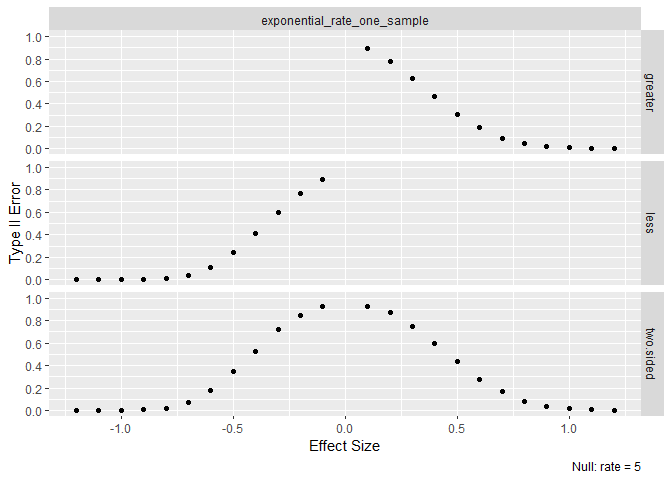 exponential_rate_one_sample
1.0
0.8
0.6
0.4
0.2
0.0
greater
1.0
0.8
0.6
0.4
0.2
0.0
less
1.0
0.8
0.6
0.4
0.2
0.0
two.sided
Type II Error
-1.0 -0.5 0.0 0.5 1.0
Effect Size
Null: rate = 5